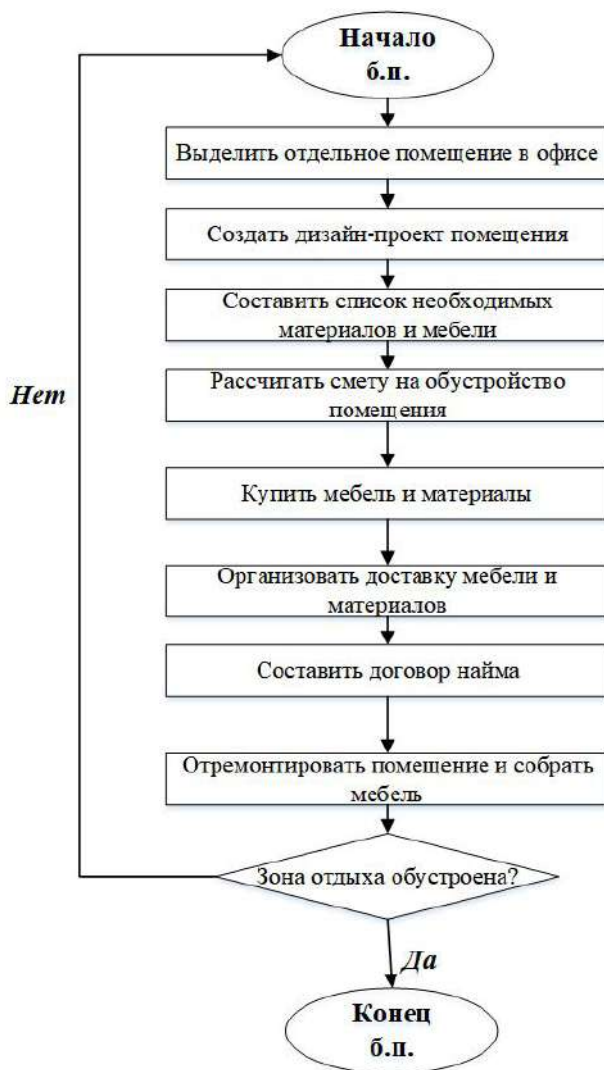 Начало
б.п.
Выделить отдельное помещение в офисе
Создать дизайн-проект помещения
Составить список необходимых
материалов и мебели
Нет
Рассчитать смету на обустройство
помещения
Купить мебель и материалы
Организовать доставку мебели и
материалов
Составить договор найма
Отремонтировать помещение и собрать
мебель
Зона отдыха обустроена?
Да
Конец
б.п.